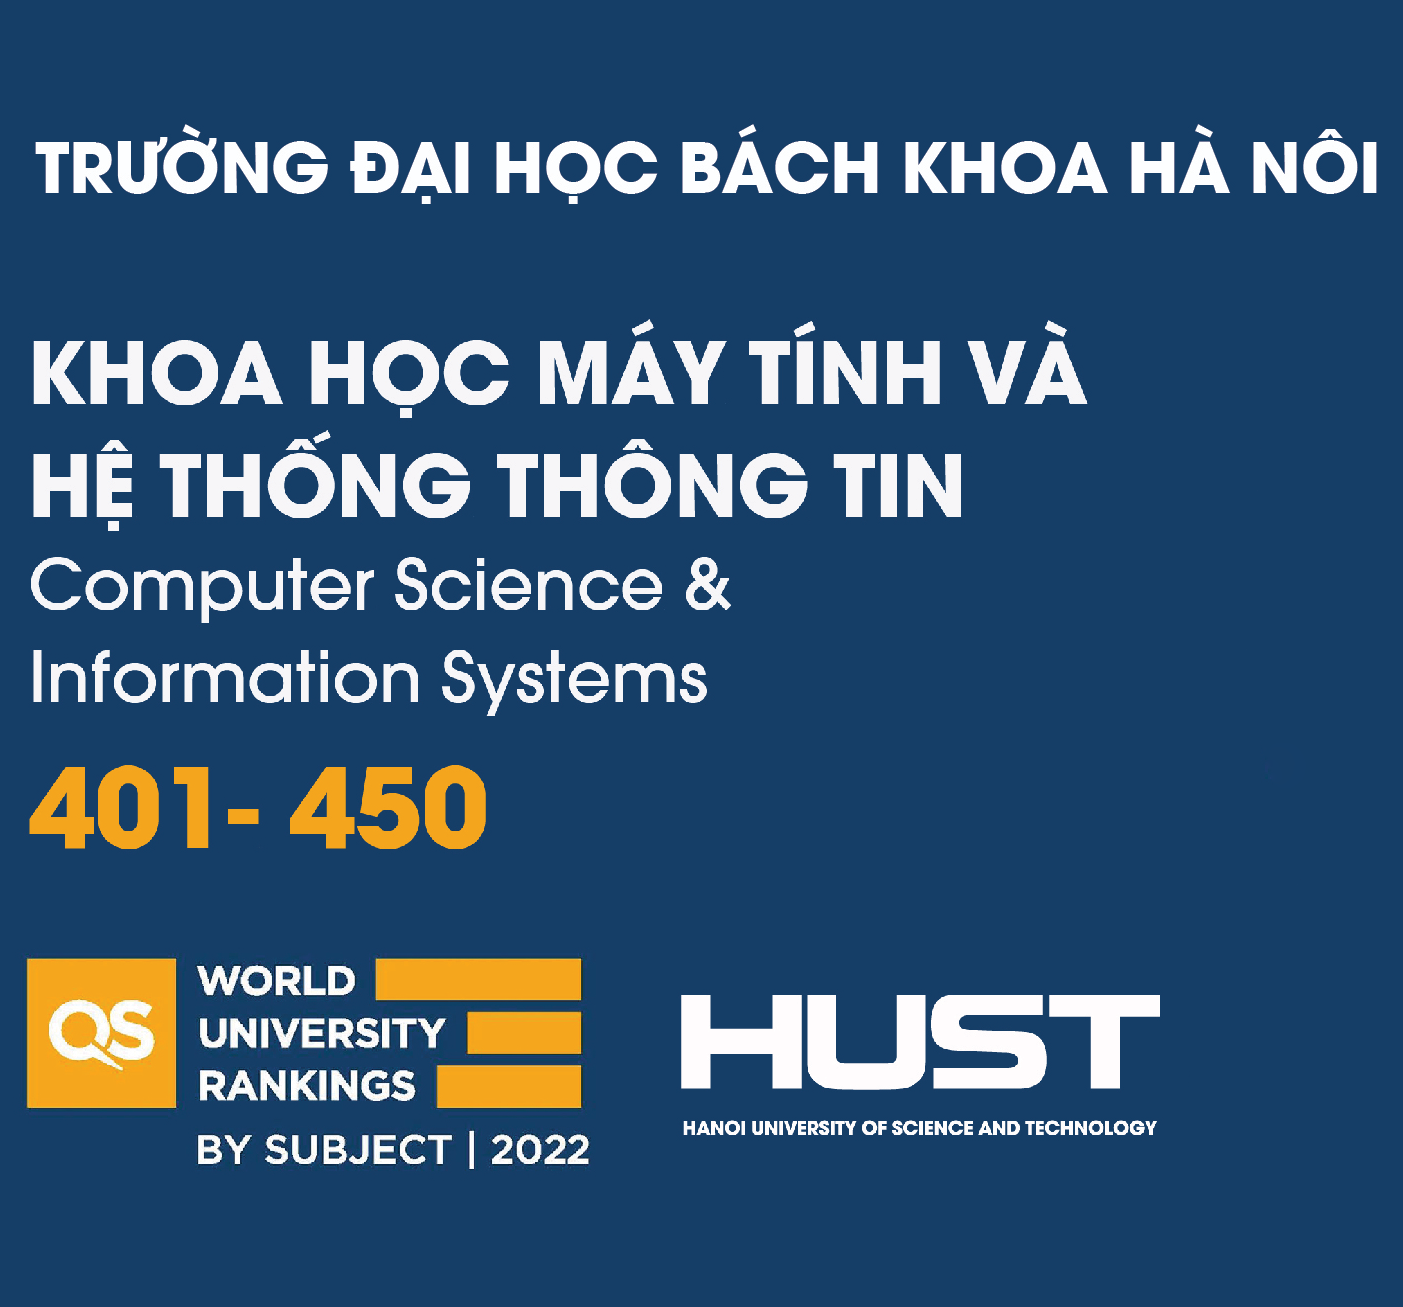 TRƯỜNG ĐẠI HỌC BÁCH KHOA HÀ NÔI
KHOA HỌC MÁY TÍNH VÀ
HỆ THỐNG THÔNG TIN
Computer Science &
Information Systems
401- 450
QS
WORLD
UNIVERSITY
RANKINGS
BY SUBJECT | 2022
HUST
HANOI UNIVERSITY OF SCIENCE AND TECHNOLOGY